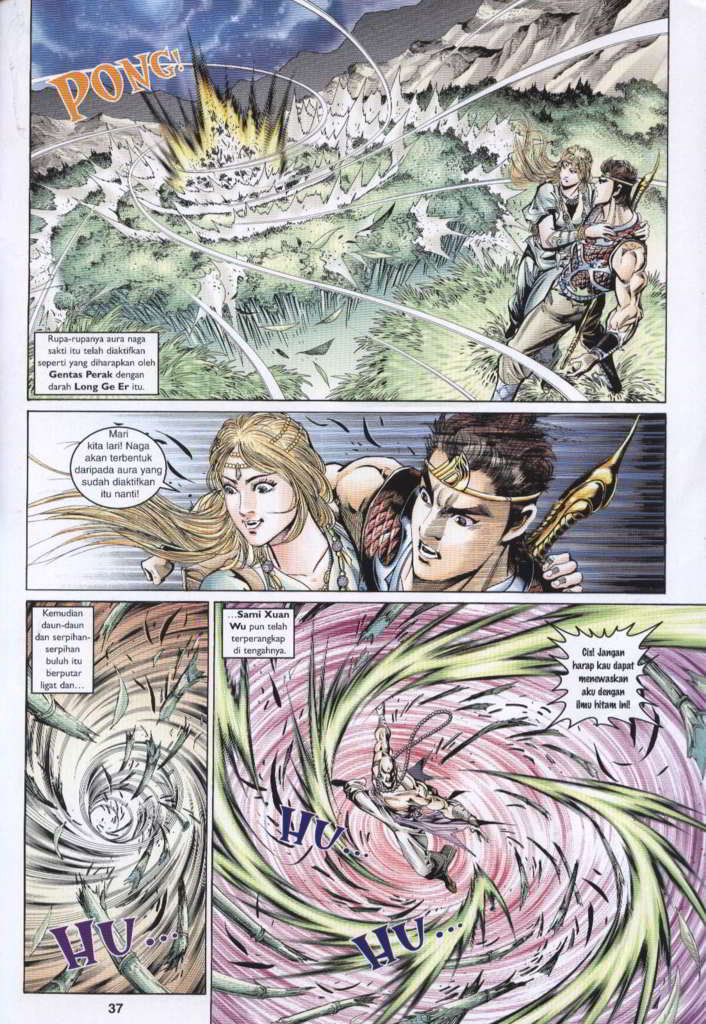 PONG!
Rupa-rupanya aura naga
sakti itu telah diaktifkan
seperti yang diharapkan oleh
Gentas Perak dengan
darah Long Ge Er itu.
Mari
kita lari! Naga
akan terbentuk
daripada aura yang
sudah diaktifkan
itu nanti!
Kemudian
daun-daun
dan serpihan-
serpihan
buluh itu
berputar
ligat dan...
HU...
...Sami Xuan
Wu pun telah
terperangkap
di tengahnya.
Cis! Jangan
harap kau dapat
menewaskan
aku dengan
ilmu hitam ini!
HU...
HU...
37